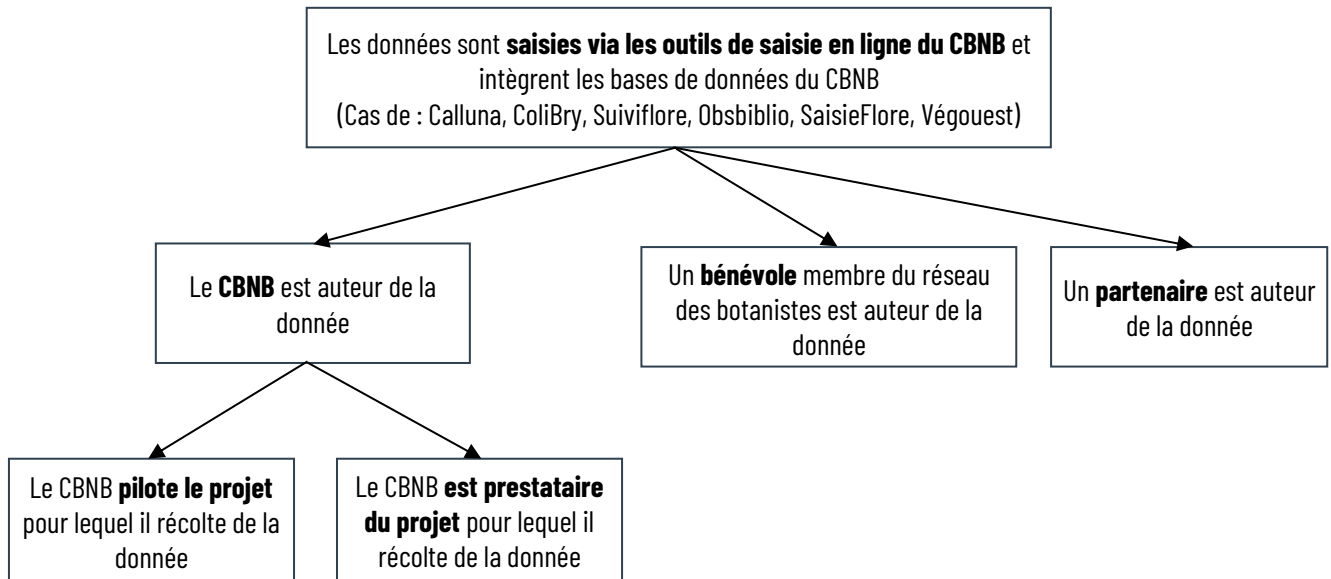 Les données sont saisies via les outils de saisie en ligne du CBNB et
intègrent les bases de données du CBNB
(Cas de : Calluna, ColiBry, Suiviflore, Obsbiblio, SaisieFlore, Végouest)
Le CBNB est auteur de la
donnée
Un bénévole membre du réseau
des botanistes est auteur de la
donnée
Un partenaire est auteur
de la donnée
Le CBNB pilote le projet
pour lequel il récolte de la
donnée
Le CBNB est prestataire
du projet pour lequel il
récolte de la donnée